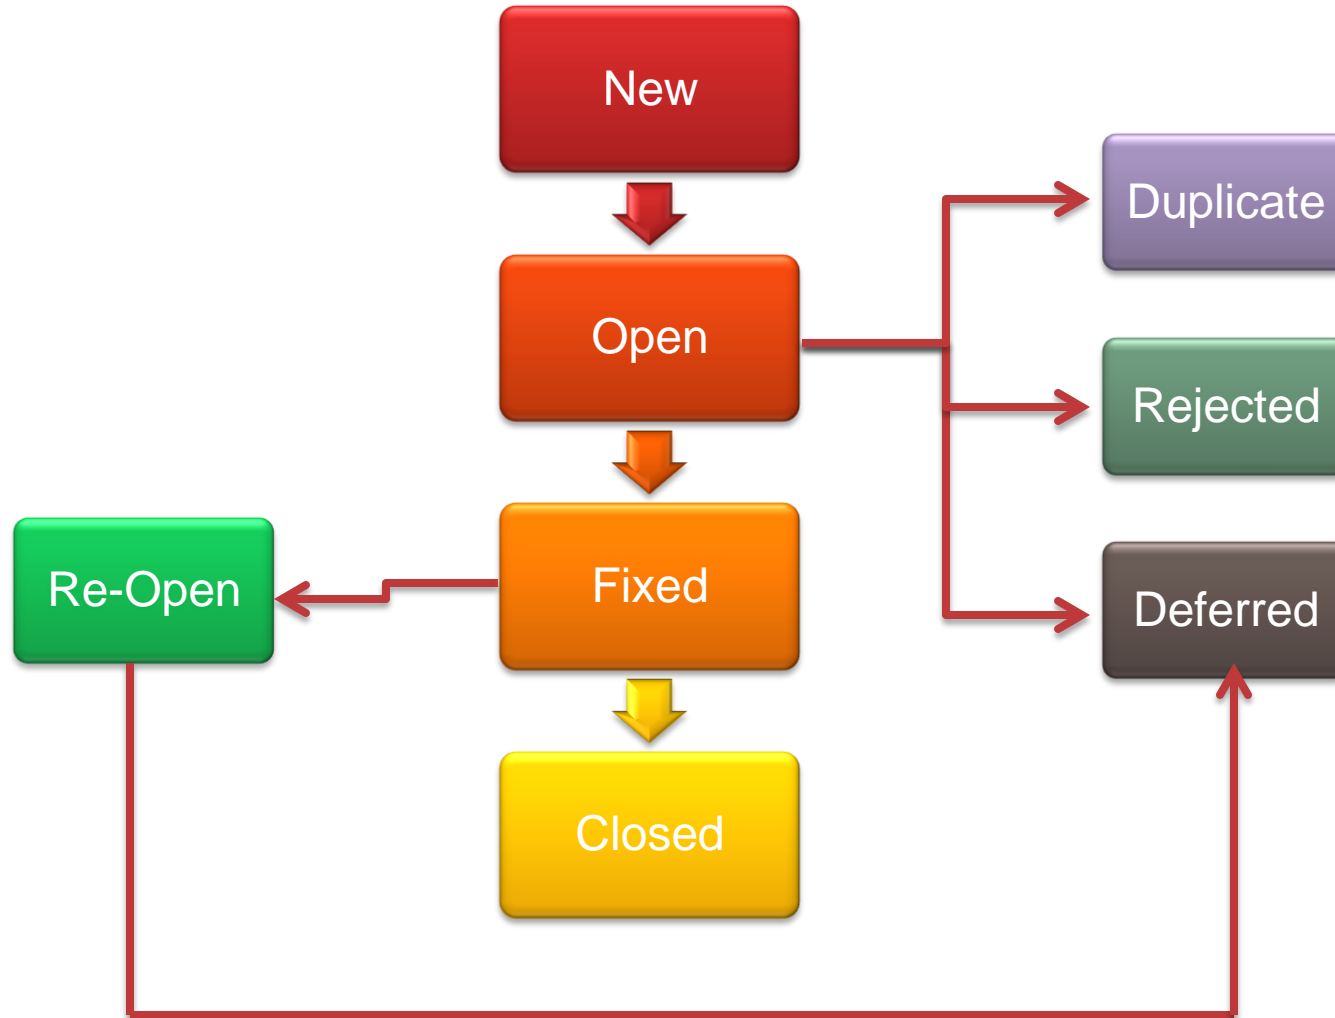 New
Duplicate
Open
Rejected
Re-Open
Fixed
Deferred
Closed